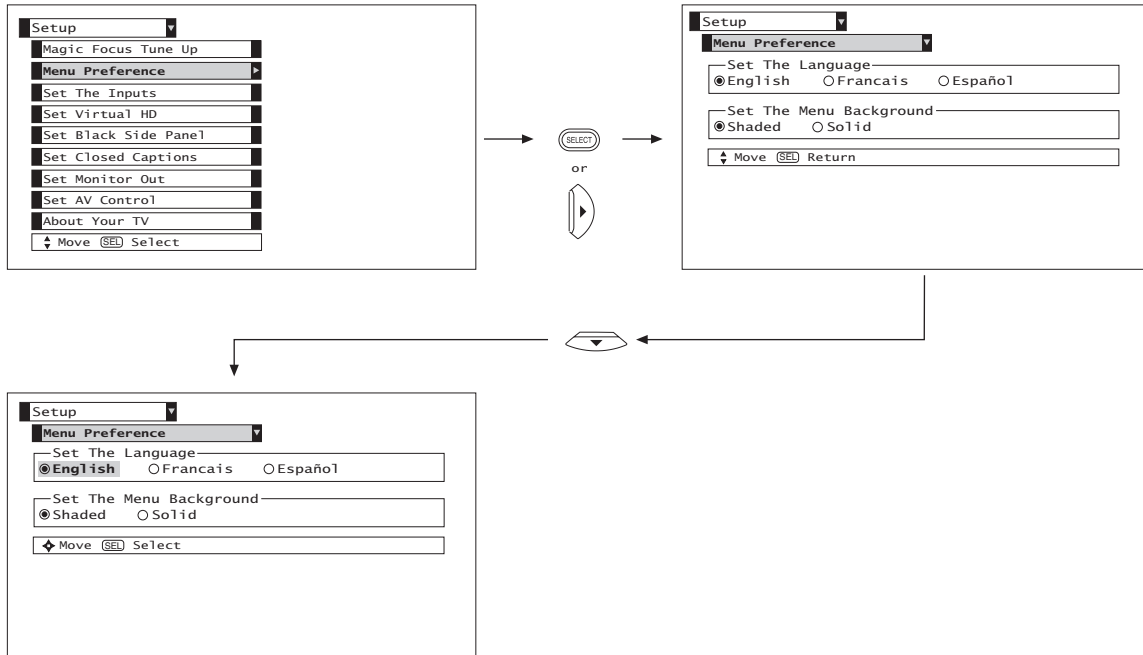 Setup
Magic Focus Tune Up
Menu Preference
Set The Inputs
Set Virtual HD
Set Black Side Panel
Set Closed Captions
Set Monitor Out
Set AV Control
About Your TV
Move SEL Select
SELECT
or
Setup
Menu Preference
Set The Language
English Francais Español
Set The Menu Background
Shaded Solid
Move SEL Return
Setup
Menu Preference
Set The Language
English Francais Español
Set The Menu Background
Shaded Solid
Move SEL Select